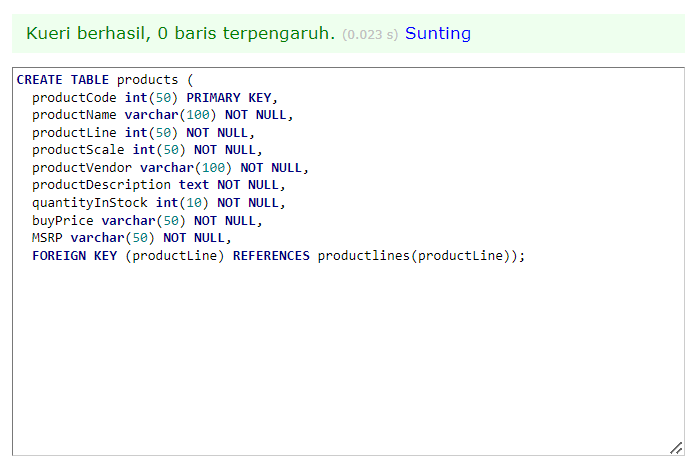 Kueri berhasil, 0 baris terpengaruh. (0.023 s) Sunting
CREATE TABLE products (
  productCode int(50) PRIMARY KEY,
  productName varchar(100) NOT NULL,
  productLine int(50) NOT NULL,
  productScale int(50) NOT NULL,
  productVendor varchar(100) NOT NULL,
  productDescription text NOT NULL,
  quantityInStock int(10) NOT NULL,
  buyPrice varchar(50) NOT NULL,
  MSRP varchar(50) NOT NULL,
  FOREIGN KEY (productLine) REFERENCES productlines(productLine));